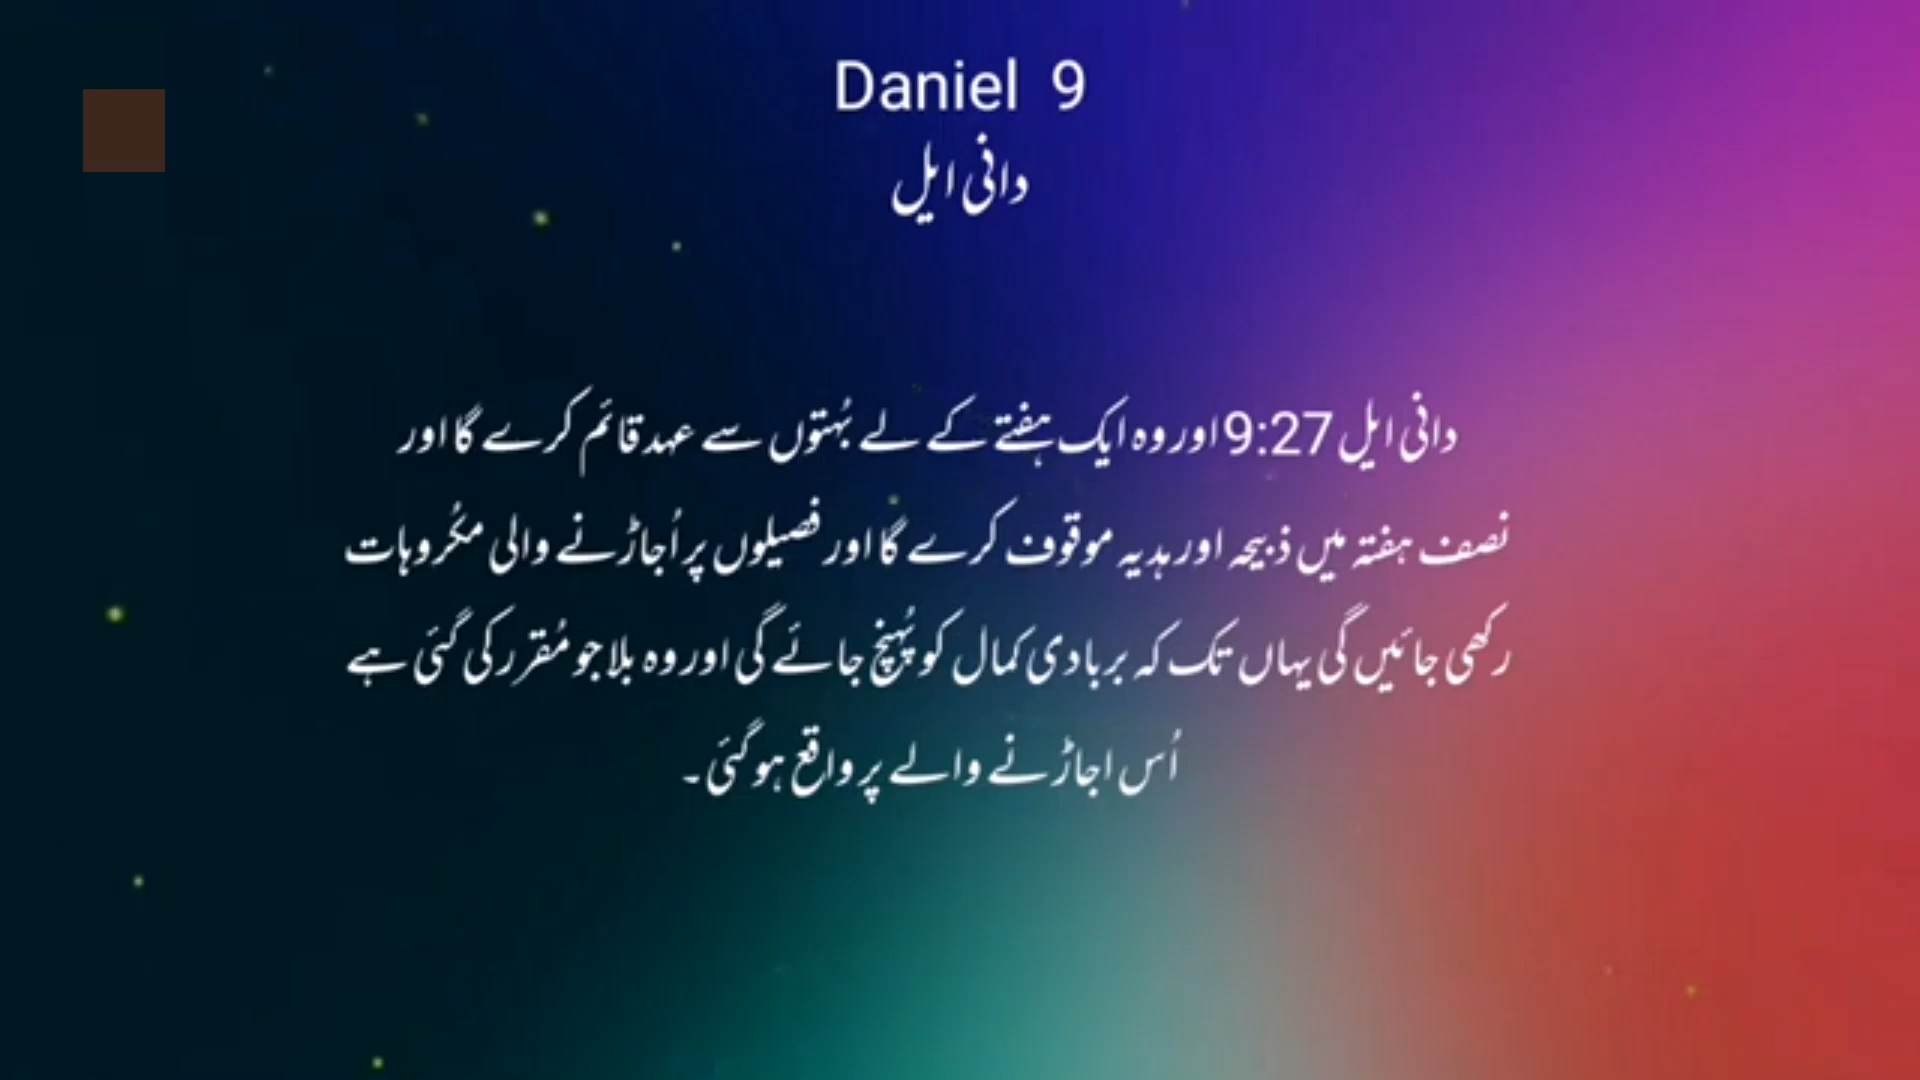 Daniel 9
دانی ایل
دانی ایل 9:27 اور وہ ایک ہفتے کے لے بُہتوں سے عہد قائم کرے گا اور
نصف ہفتہ میں ذبیحہ اور ہدیہ موقوف کرے گا اور فصیلوں پر اُجاڑنے والی مکُروہات
رکھی جائیں گی یہاں تک کہ بربادی کمال کو پُہنچ جائے گی اور وہ بلا جو مُقرر کی گئی ہے
اُس اجاڑنے والے پر واقع ہو گئی۔